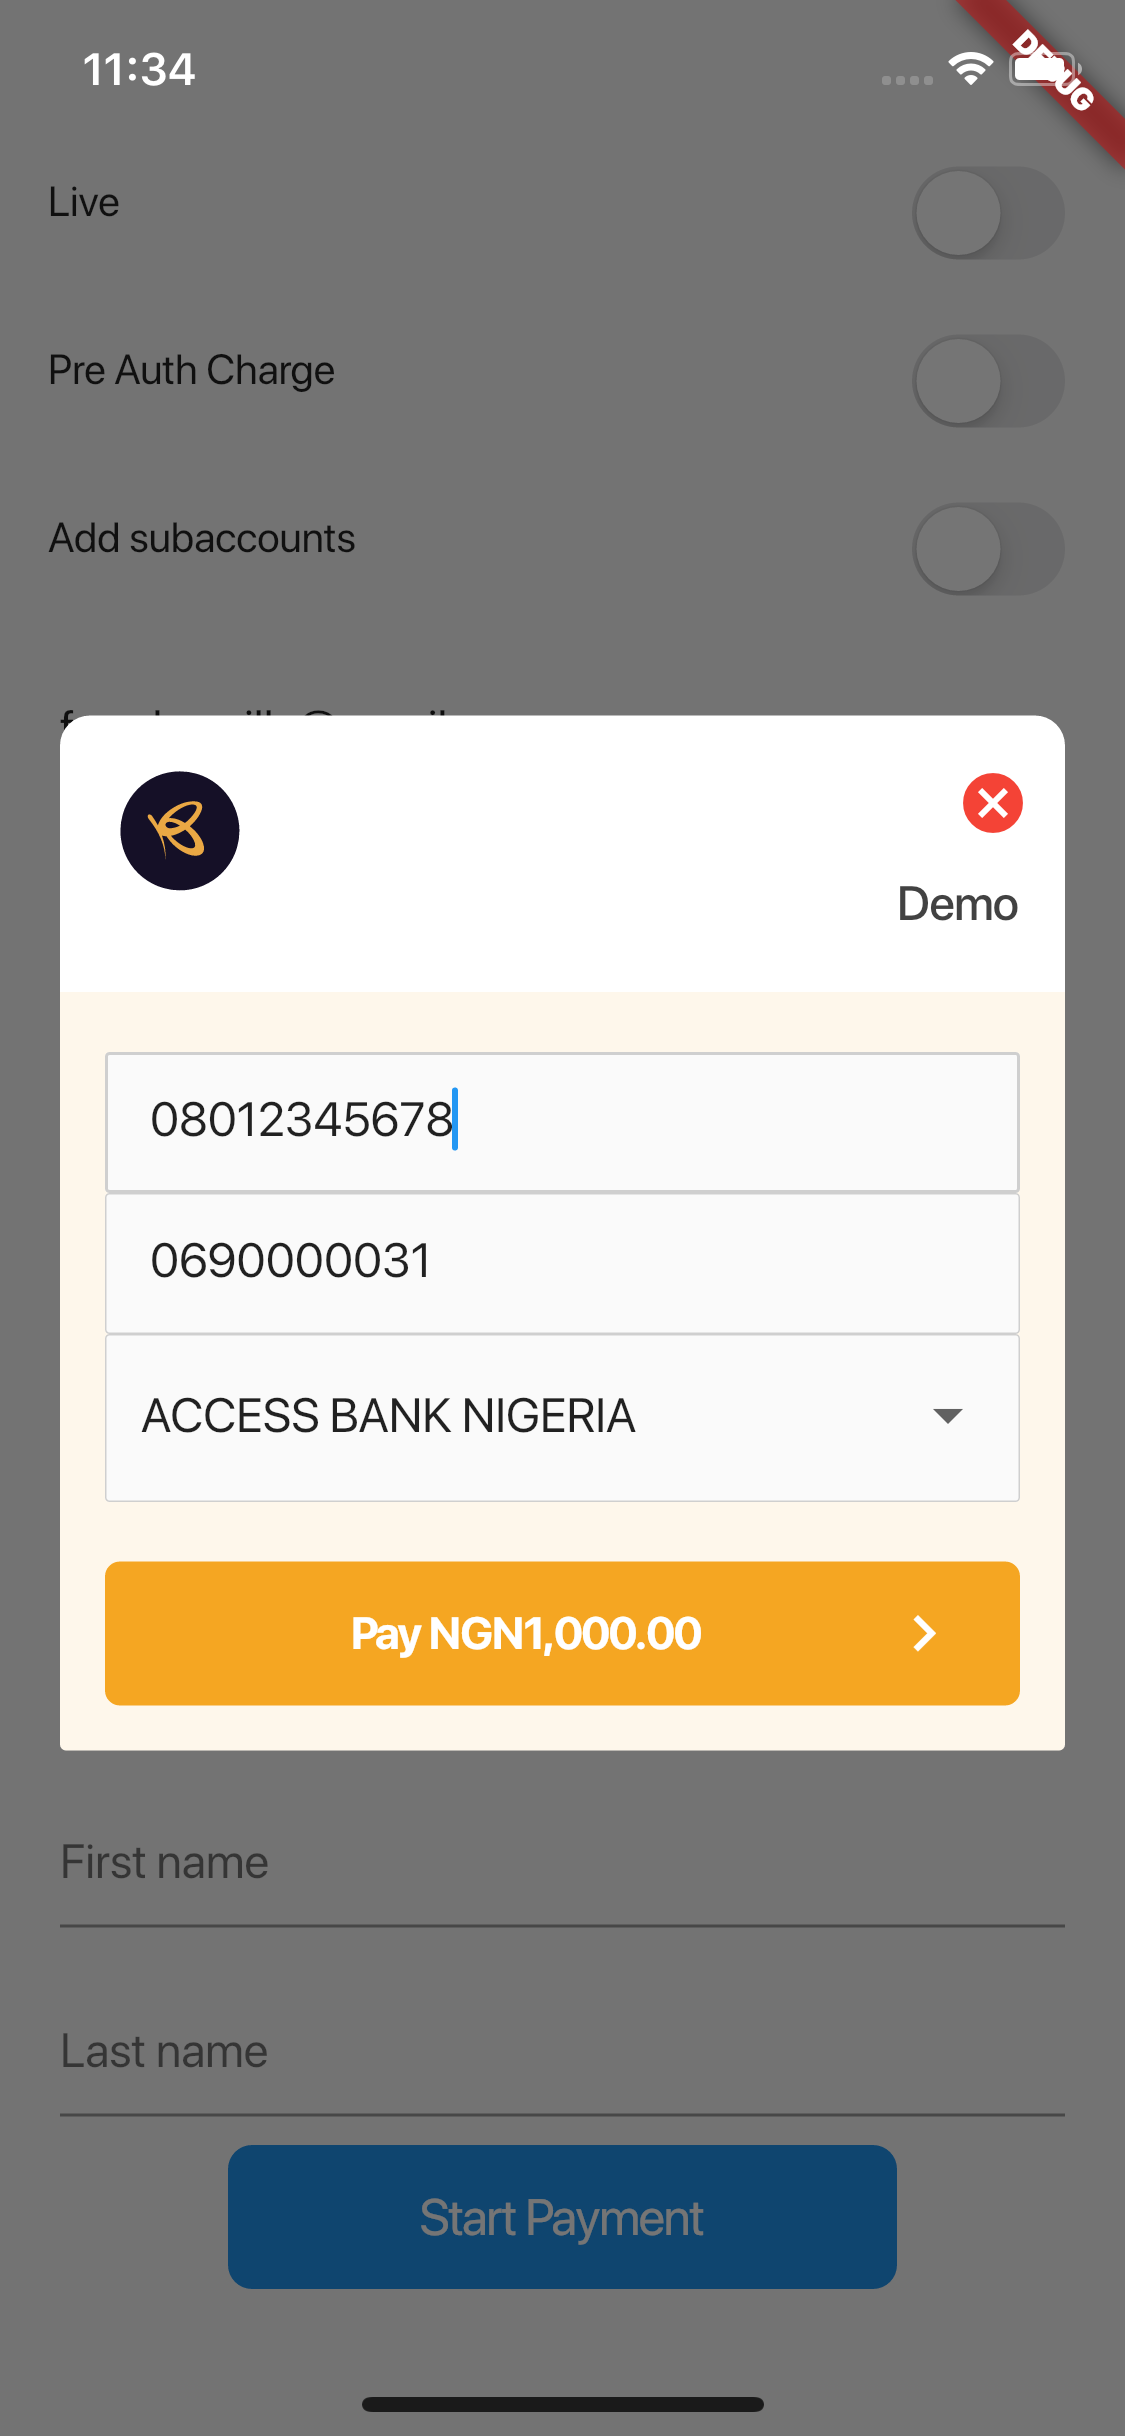 11:34
DEBUG
Live
Pre Auth Charge
Add subaccounts
Demo
08012345678
0690000031
ACCESS BANK NIGERIA
Pay NGN1,000.00
First name
Last name
Start Payment